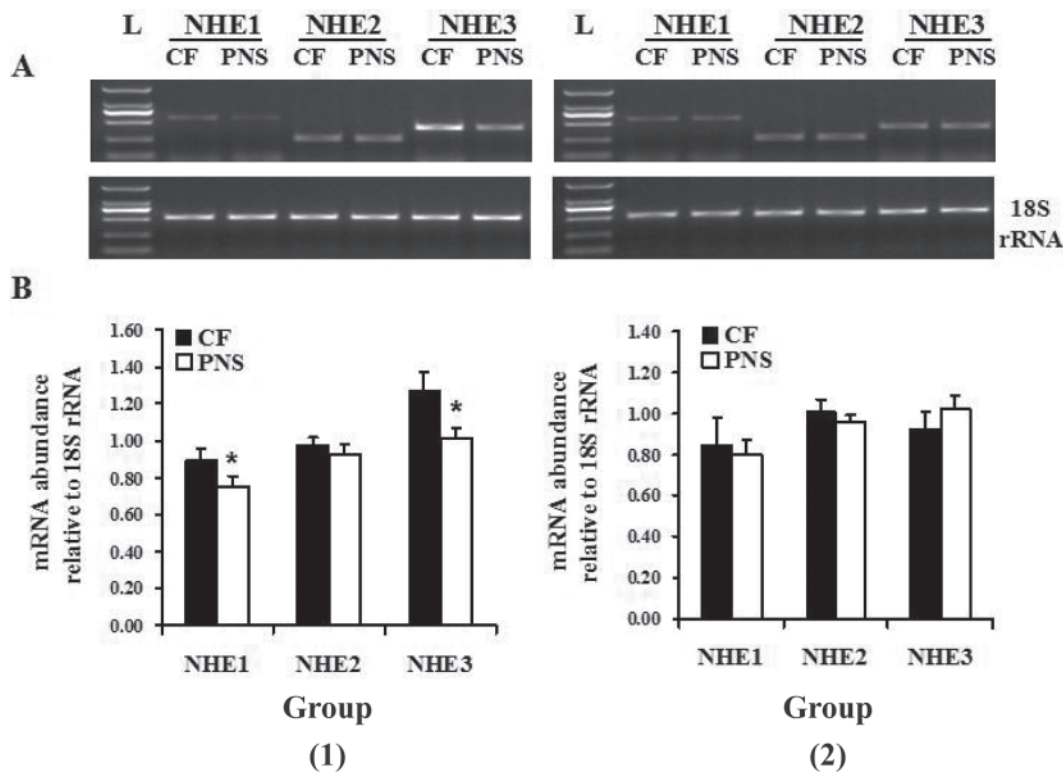 L NHE1 NHE2 NHE3
CF PNS CF PNS CF PNS
L NHE1 NHE2 NHE3
CF PNS CF PNS CF PNS
A
18S
rRNA
B
mRNA abundance
relative to 18S rRNA
1.60
1.40
1.20
1.00
0.80
0.60
0.40
0.20
0.00
CF
PNS
*
*
NHE1 NHE2 NHE3
Group
(1)
mRNA abundance
relative to 18S rRNA
1.40
1.20
1.00
0.80
0.60
0.40
0.20
0.00
CF
PNS
NHE1 NHE2 NHE3
Group
(2)